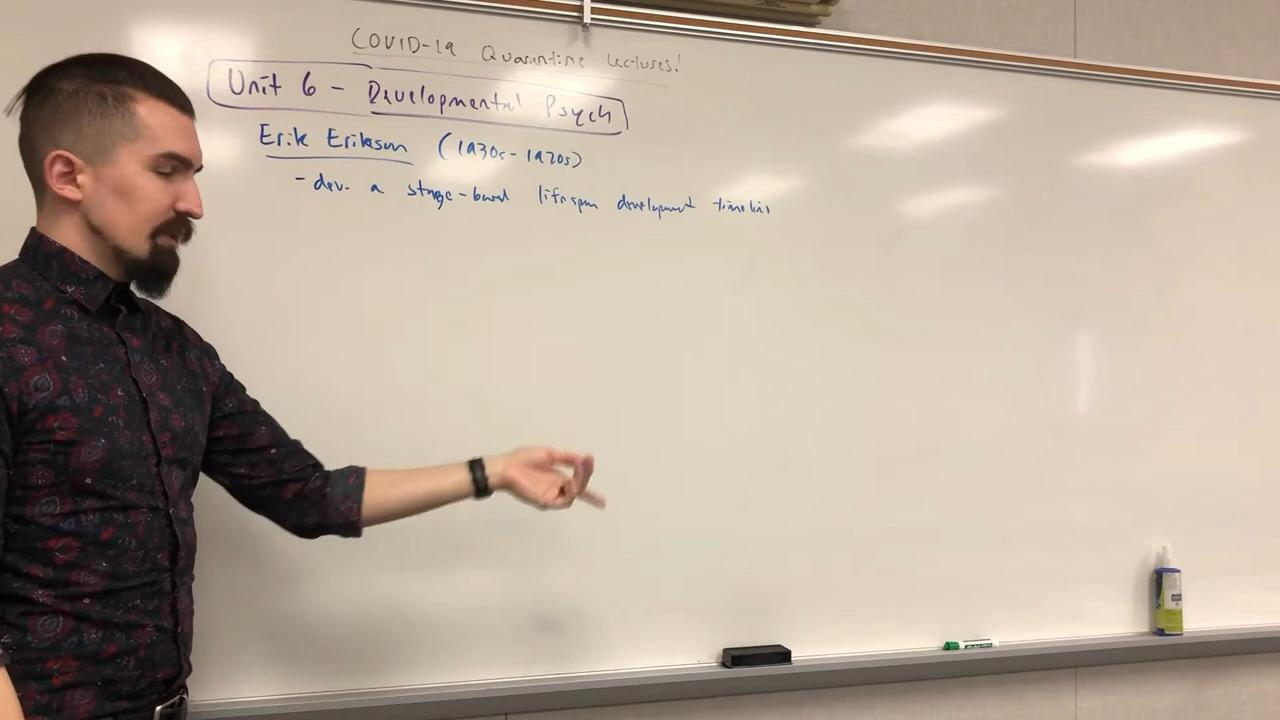 COVID-19 Quarantine Lectures!
Unit 6 - Developmental Psych
Erik Erikson (1930s-1970s)
- dev. a stage-based lifespan development timeline